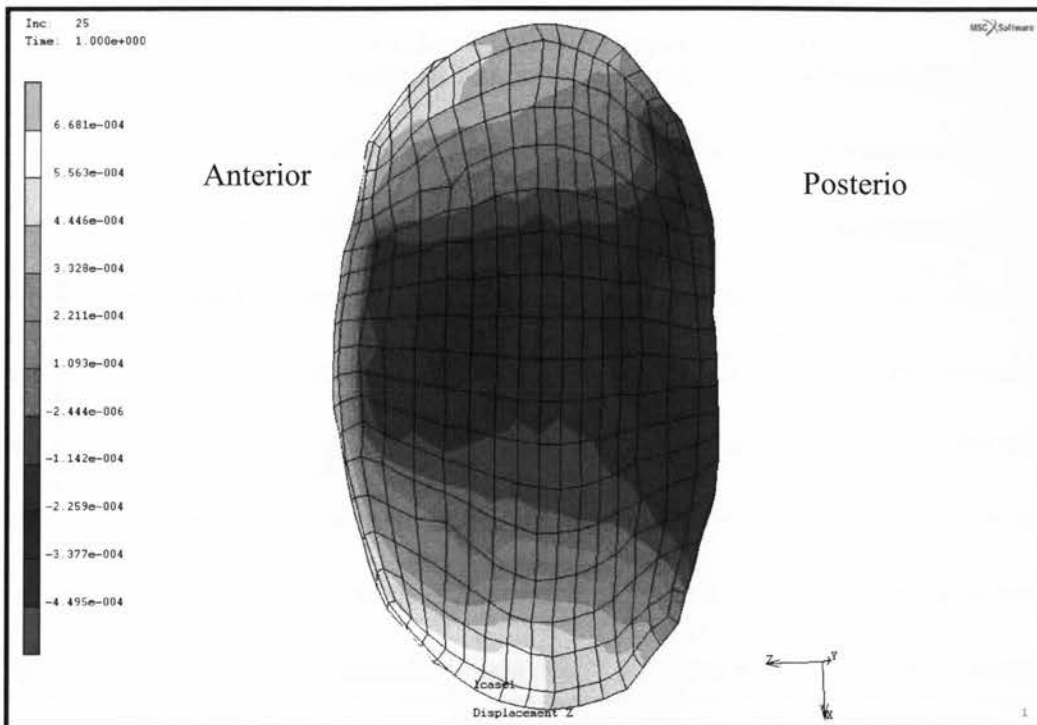 Inc: 25
Time: 1.000e+000
MSC Software
6.681e-004
5.563e-004
4.446e-004
3.328e-004
2.211e-004
1.093e-004
-2.444e-006
-1.142e-004
-2.259e-004
-3.377e-004
-4.495e-004
Anterior
Posterio
Z
Y
X
lcase1
Displacement Z
1